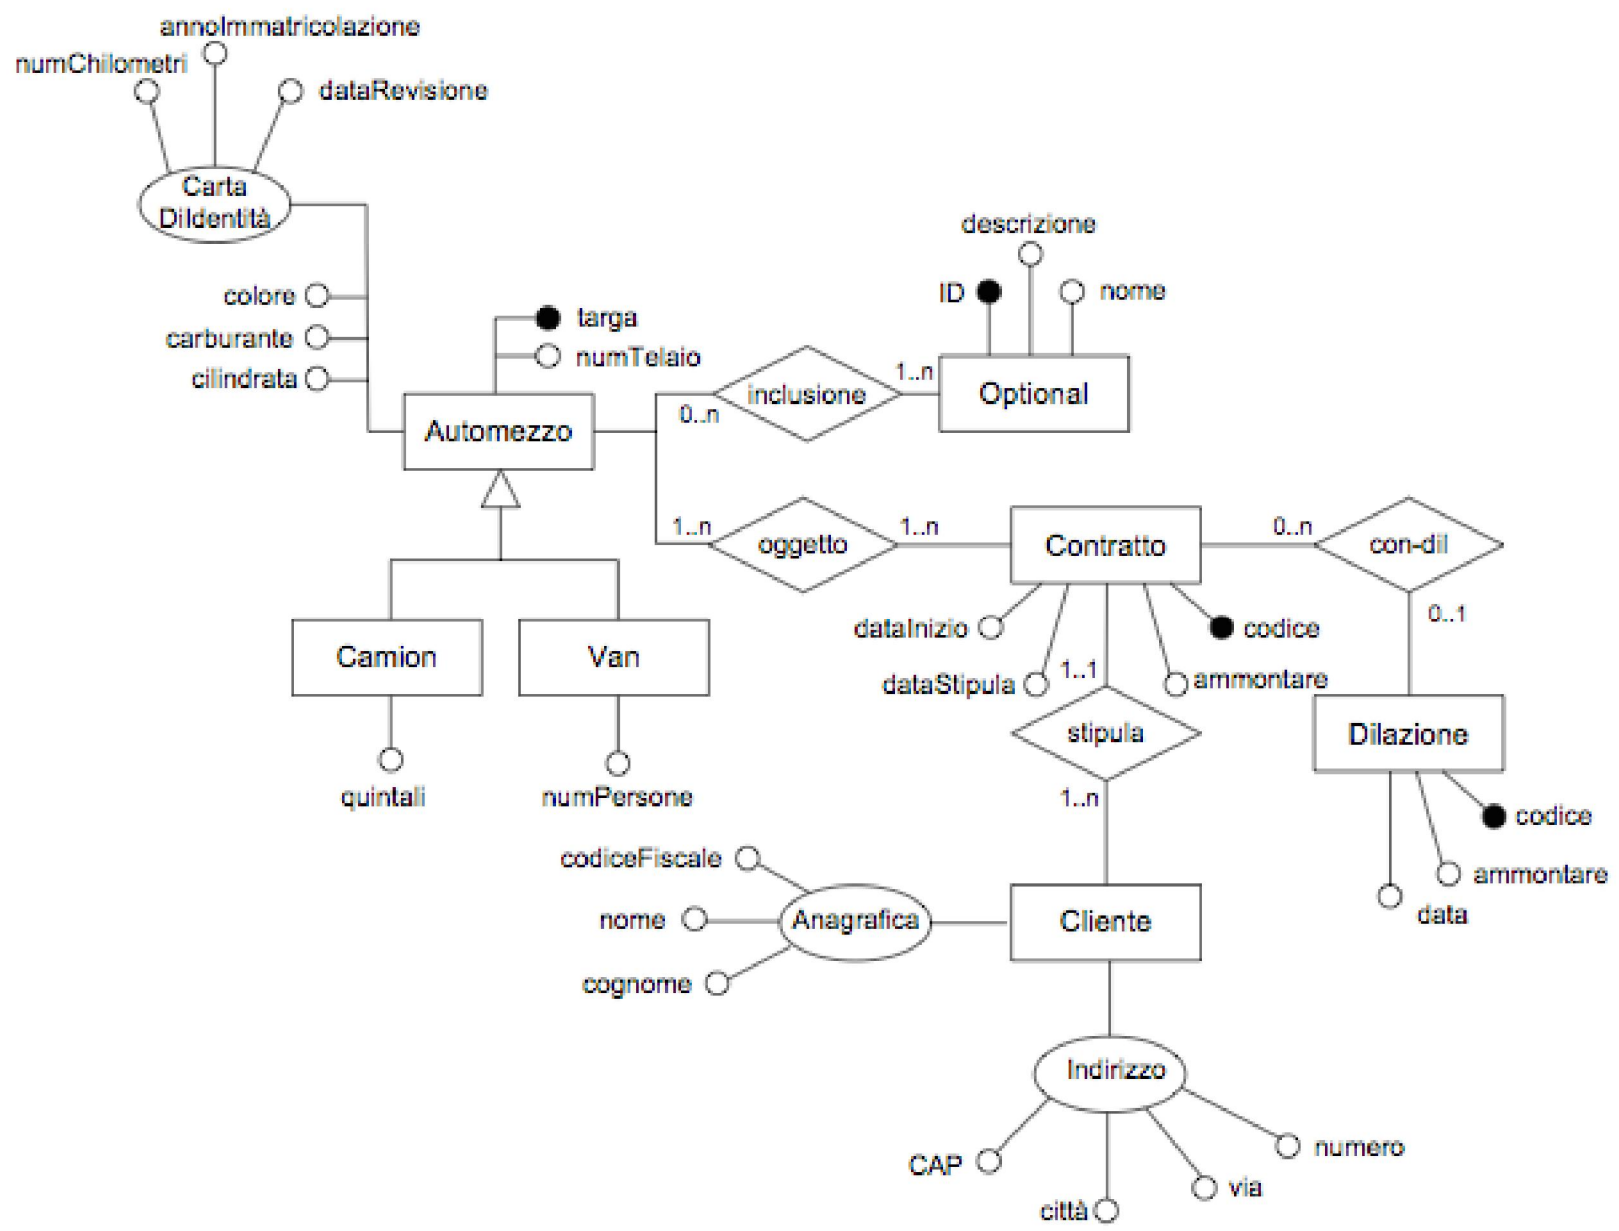 annoImmatricolazione
numChilometri
dataRevisione
Carta
DiIdentità
descrizione
colore
ID
nome
targa
carburante
numTelaio
cilindrata
1..n
inclusione
Optional
0..n
Automezzo
1..n
oggetto
1..n
Contratto
0..n
con-dil
0..1
dataInizio
codice
Camion
Van
dataStipula
1..1
ammontare
stipula
Dilazione
quintali
numPersone
1..n
codice
codiceFiscale
ammontare
nome
Anagrafica
Cliente
data
cognome
Indirizzo
numero
CAP
via
città